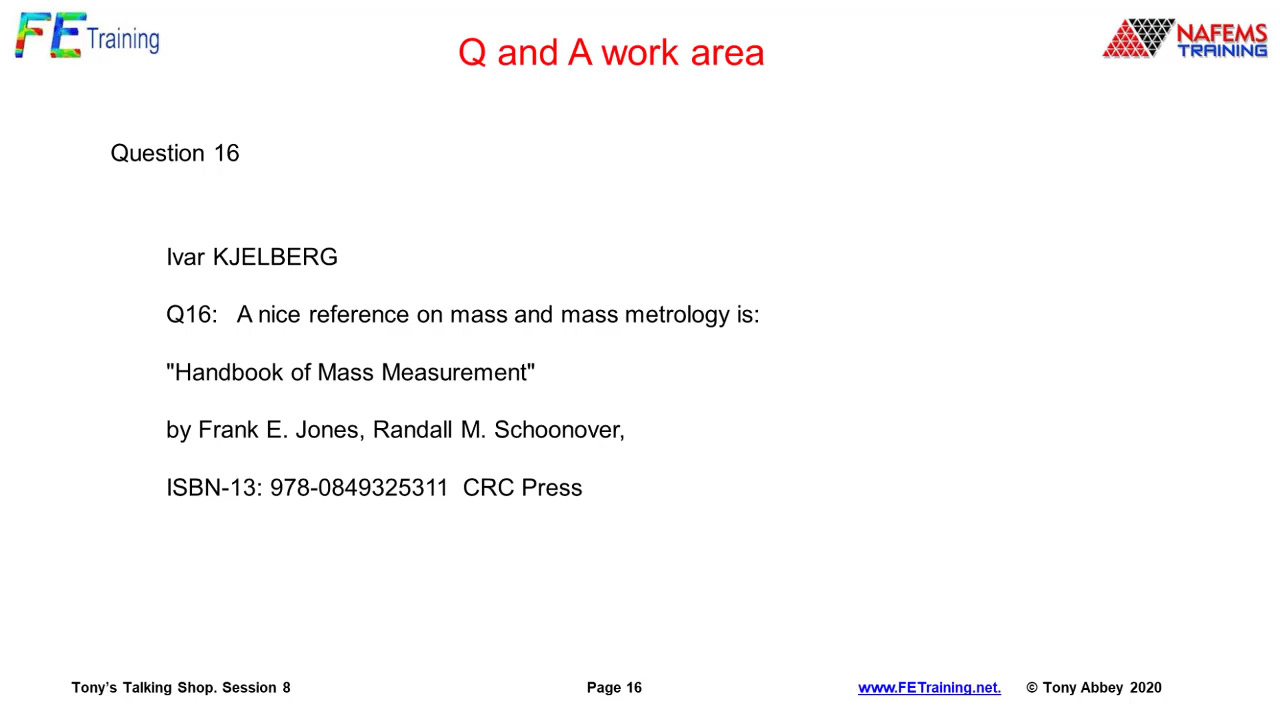 FE Training
NAFEMS
TRAINING
Q and A work area
Question 16
Ivar KJELBERG
Q16: A nice reference on mass and mass metrology is:
"Handbook of Mass Measurement"
by Frank E. Jones, Randall M. Schoonover,
ISBN-13: 978-0849325311 CRC Press
Tony's Talking Shop. Session 8
Page 16
www.FETraining.net.
© Tony Abbey 2020